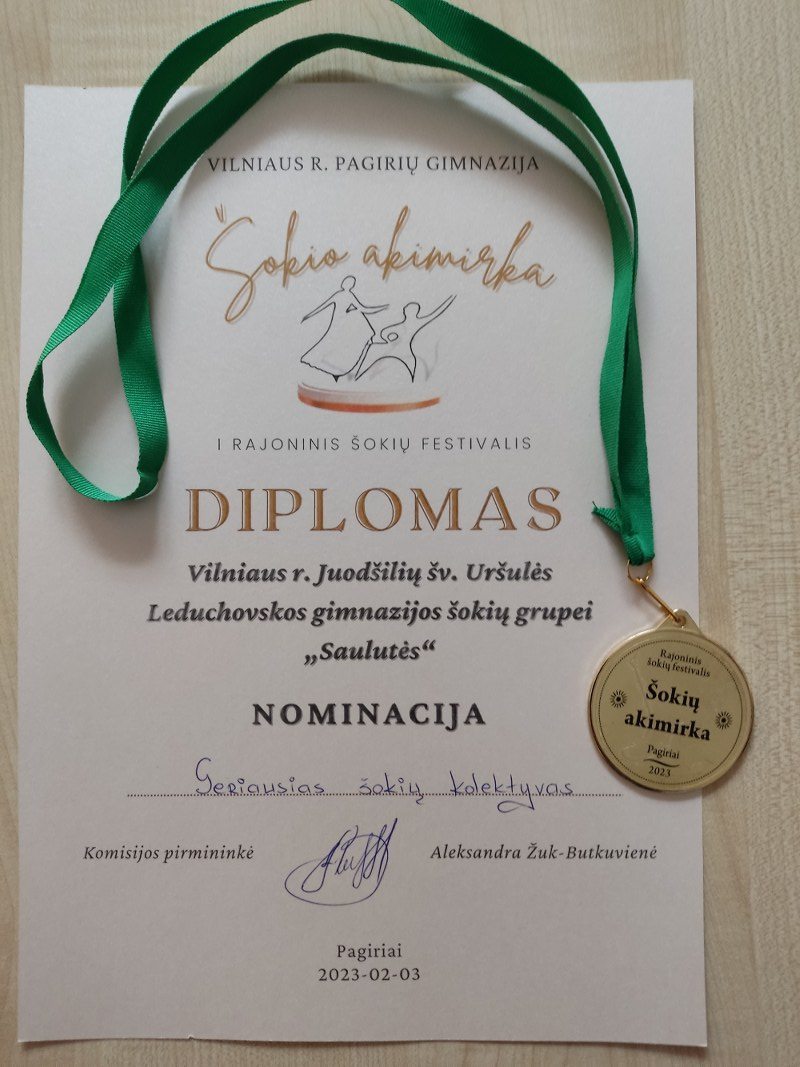 VILNIAUS R. PAGIRIŲ GIMNAZIJA
Šokio akimirka
I RAJONINIS ŠOKIŲ FESTIVALIS
DIPLOMAS
Vilniaus r. Juodšilių šv. Uršulės
Leduchovskos gimnazijos šokių grupei
„Saulutės“
NOMINACIJA
Geriausias šokių kolektyvas
Komisijos pirmininkė
Aleksandra Žuk-Butkuvienė
Pagiriai
2023-02-03
Rajoninis
šokių festivalis
Šokių
akimirka
Pagiriai
2023